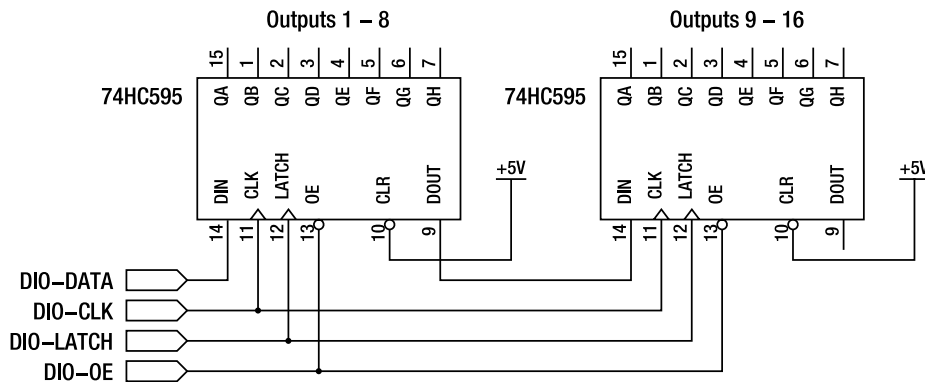 Outputs 1 – 8
Outputs 9 – 16
15 1 2 3 4 5 6 7
15 1 2 3 4 5 6 7
74HC595
QA QB QC QD QE QF QG QH
74HC595
QA QB QC QD QE QF QG QH
DIN CLK LATCH OE CLR DOUT
+5V
DIN CLK LATCH OE CLR DOUT
+5V
14 11 12 13 10 9
14 11 12 13 10 9
DIO–DATA
DIO–CLK
DIO–LATCH
DIO–OE